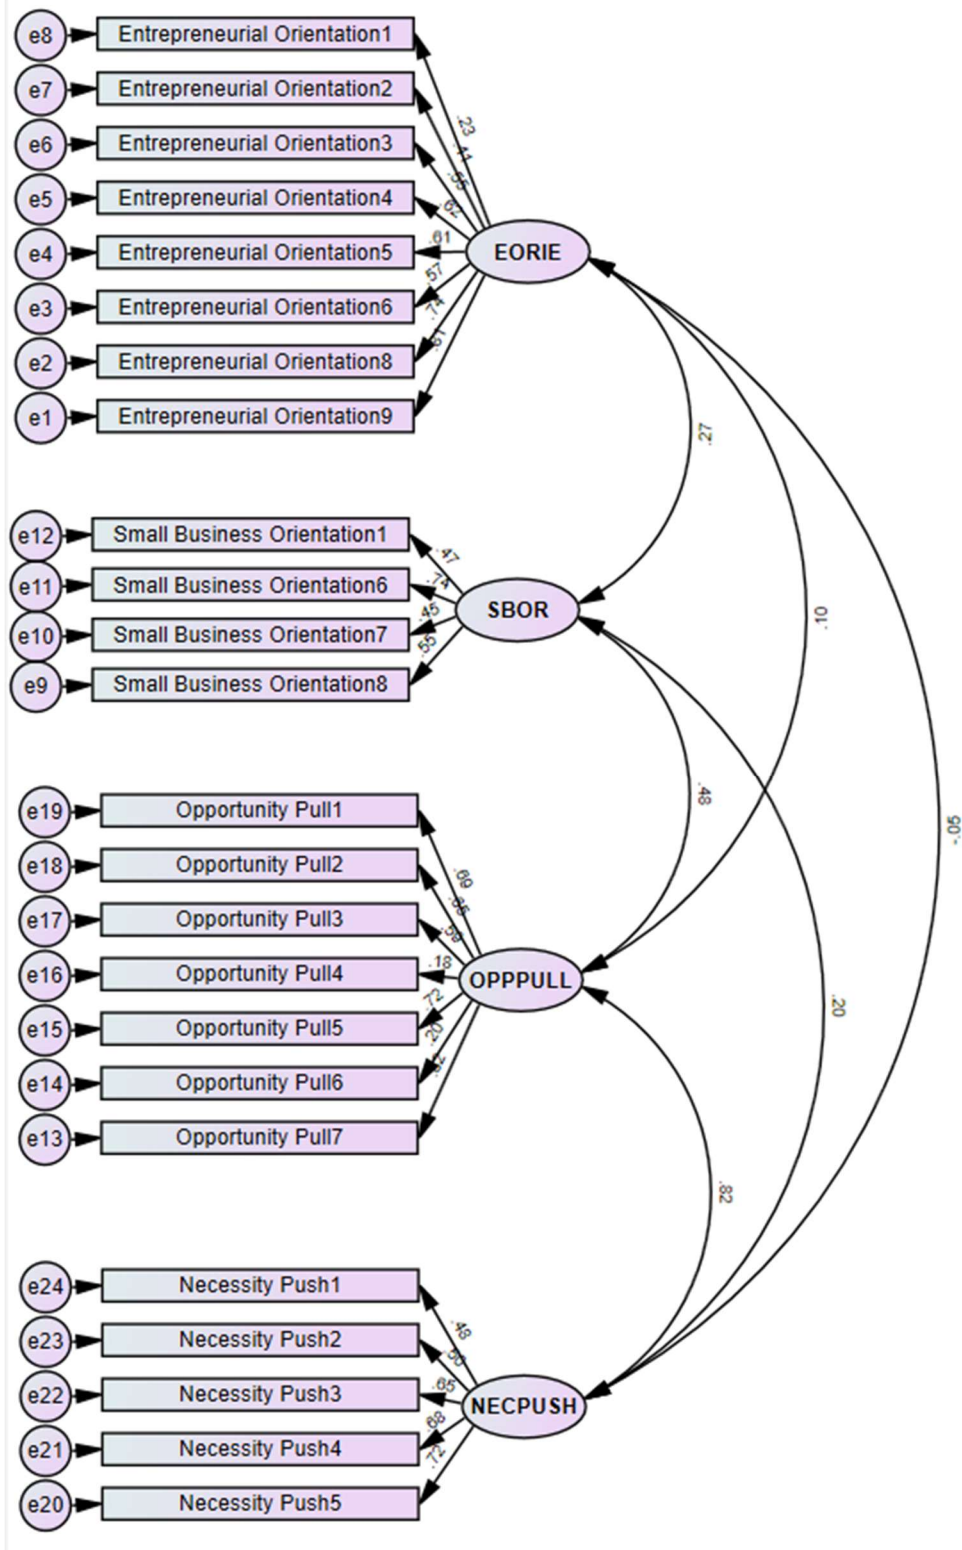 e8 Entrepreneurial Orientation1
e7 Entrepreneurial Orientation2
.23
e6 Entrepreneurial Orientation3
.41
e5 Entrepreneurial Orientation4
.62
e4 Entrepreneurial Orientation5
.61
EORIE
.57
e3 Entrepreneurial Orientation6
.74
e2 Entrepreneurial Orientation8
e1 Entrepreneurial Orientation9
.27
e12 Small Business Orientation1
.47
e11 Small Business Orientation6
.74
.45
SBOR
.10
e10 Small Business Orientation7
.55
e9 Small Business Orientation8
.48
e19 Opportunity Pull1
-.05
e18 Opportunity Pull2
.69
.65
e17 Opportunity Pull3
.59
e16 Opportunity Pull4
.18
OPPPULL
.72
.20
e15 Opportunity Pull5
.20
e14 Opportunity Pull6
e13 Opportunity Pull7
.82
e24 Necessity Push1
.48
e23 Necessity Push2
e22 Necessity Push3
.65
NECPUSH
.68
e21 Necessity Push4
.72
e20 Necessity Push5